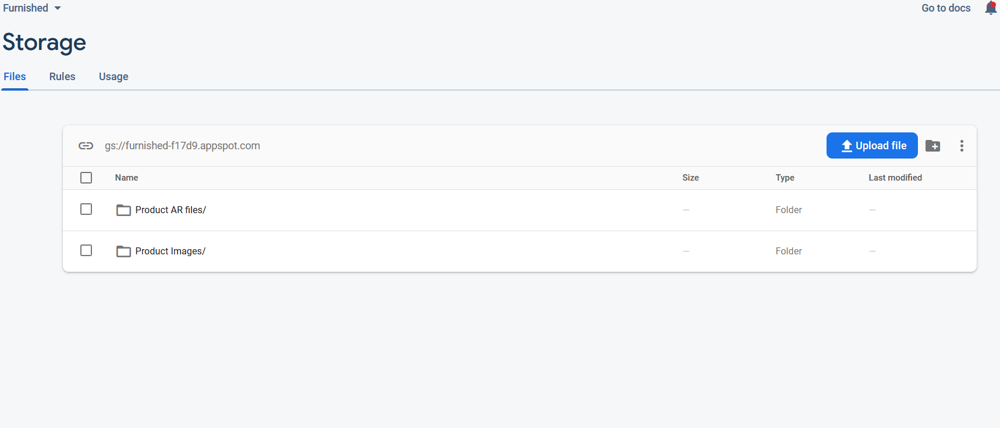 Furnished Go to docs
Storage
Files Rules Usage
gs://furnished-f17d9.appspot.com Upload file
Name Size Type Last modified
Product AR files/ — Folder —
Product Images/ — Folder —